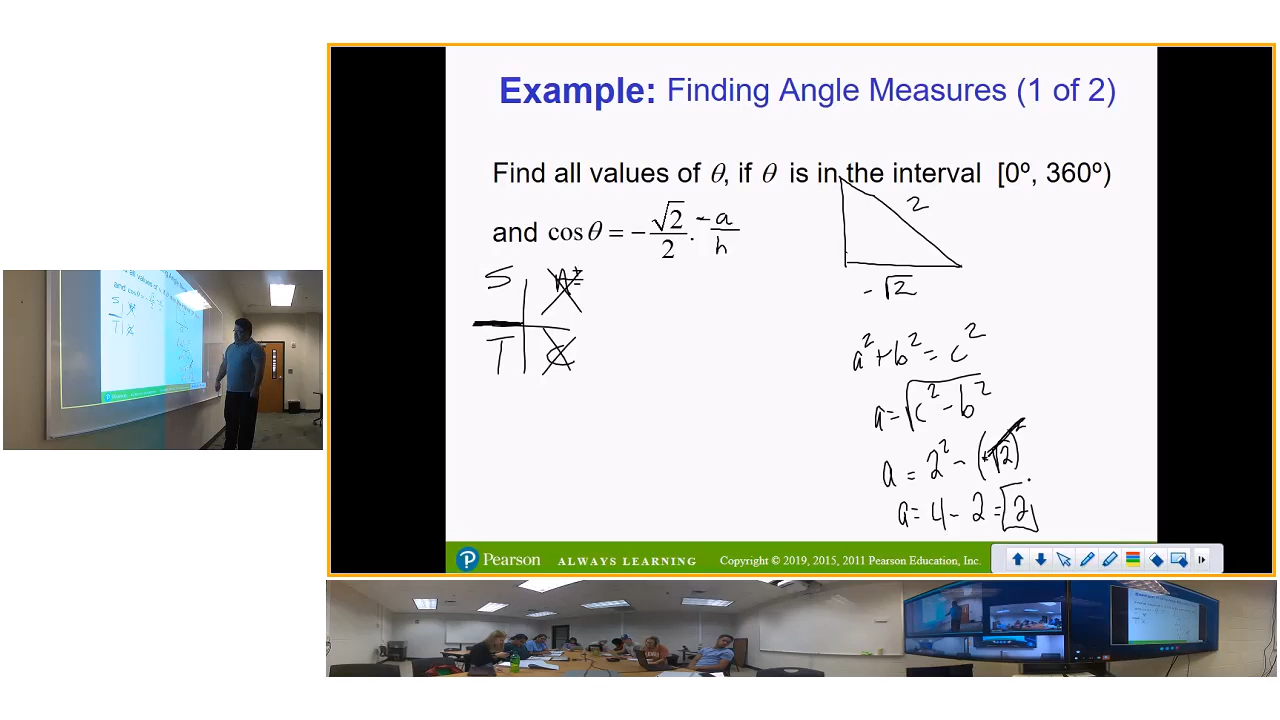 Example: Finding Angle Measures (1 of 2)
Find all values of θ, if θ is in the interval [0º, 360º)
and cos θ = −√2/2. -a/h
2
-√2
S A
T C
a² + b² = c²
a = √c² - b²
a = 2² - (√2)²
a = 4 - 2 = 2
Pearson ALWAYS LEARNING Copyright © 2019, 2015, 2011 Pearson Education, Inc.